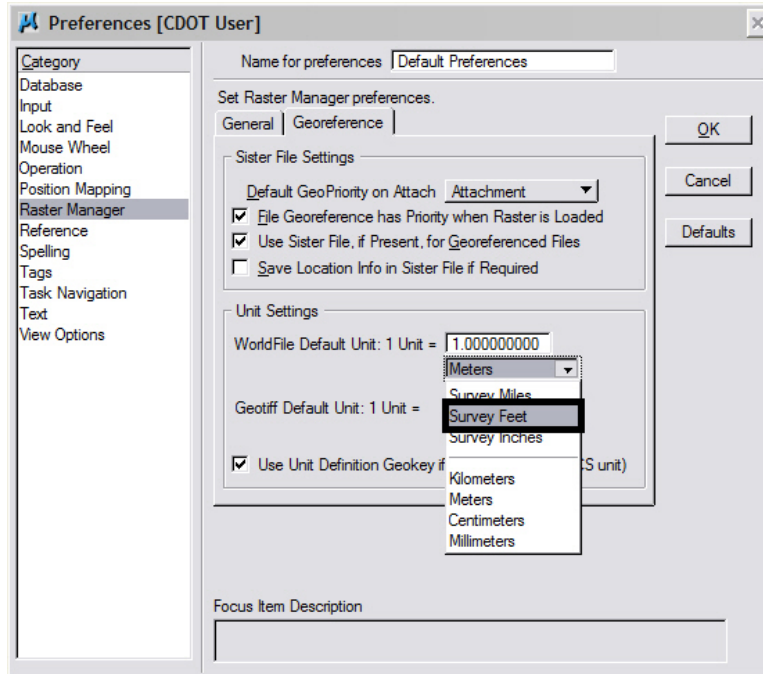 Preferences [CDOT User]
Category
Database
Input
Look and Feel
Mouse Wheel
Operation
Position Mapping
Raster Manager
Reference
Spelling
Tags
Task Navigation
Text
View Options
Name for preferences Default Preferences
Set Raster Manager preferences.
General Georeference
Sister File Settings
Default GeoPriority on Attach Attachment
File Georeference has Priority when Raster is Loaded
Use Sister File, if Present, for Georeferenced Files
Save Location Info in Sister File if Required
Unit Settings
WorldFile Default Unit: 1 Unit = 1.000000000
Meters
Survey Miles
Geotiff Default Unit: 1 Unit =
Survey Feet
Survey Inches
Use Unit Definition Geokey if CS unit)
Kilometers
Meters
Centimeters
Millimeters
OK
Cancel
Defaults
Focus Item Description